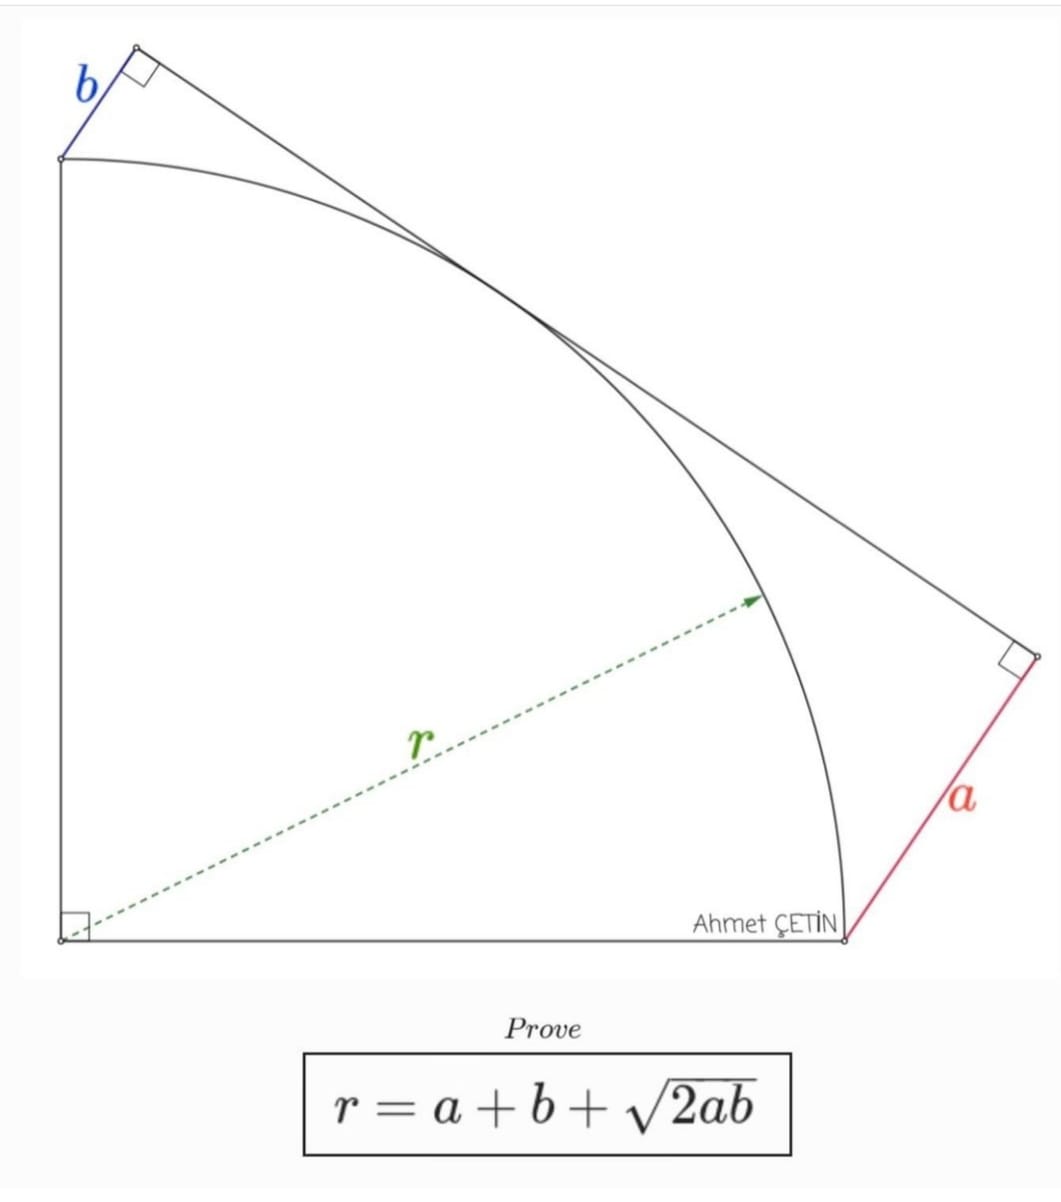 b
r
a
Ahmet ÇETİN
Prove
r = a + b + √2ab